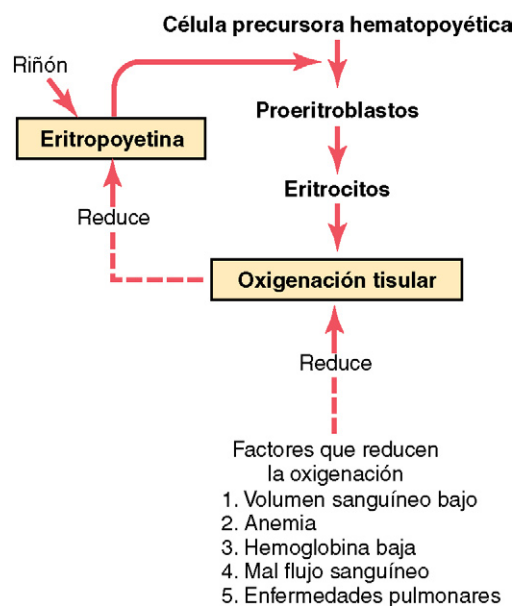 Célula precursora hematopoyética
Riñón
Proeritroblastos
Eritropoyetina
Eritrocitos
Reduce
Oxigenación tisular
Reduce
Factores que reducen
la oxigenación
1. Volumen sanguíneo bajo
2. Anemia
3. Hemoglobina baja
4. Mal flujo sanguíneo
5. Enfermedades pulmonares